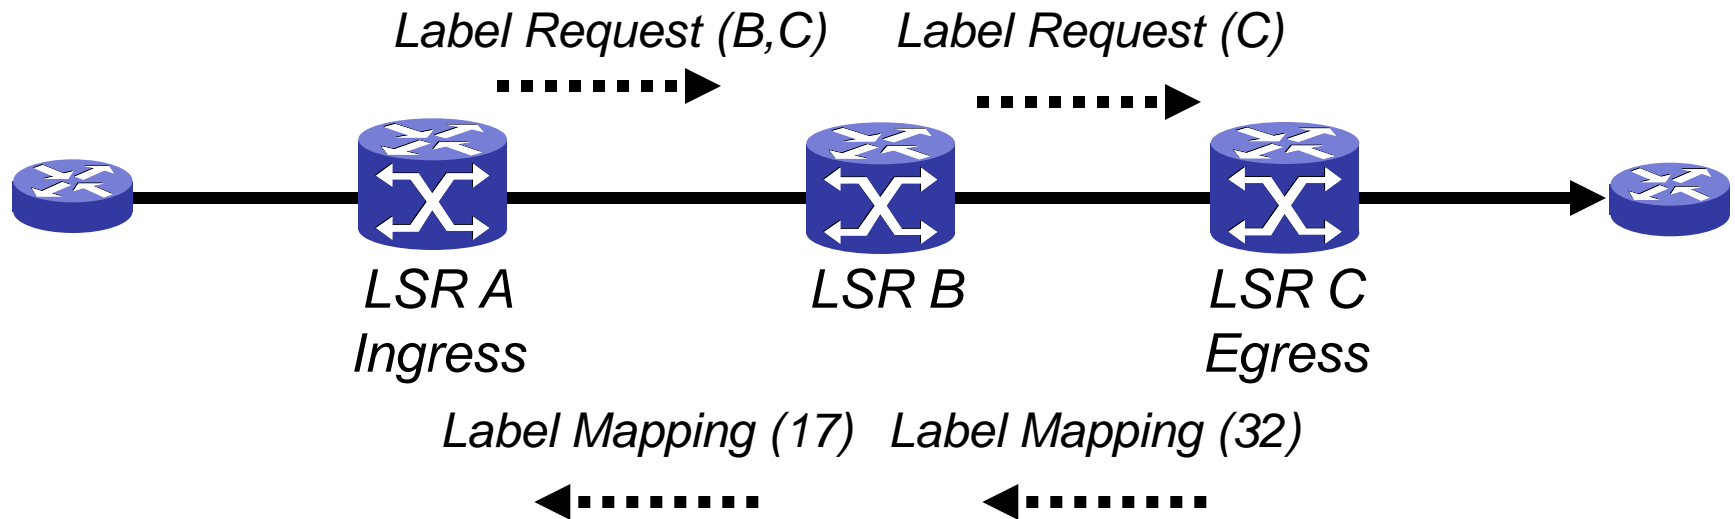 Label Request (B,C)
Label Request (C)
LSR A
Ingress
LSR B
LSR C
Egress
Label Mapping (17)
Label Mapping (32)